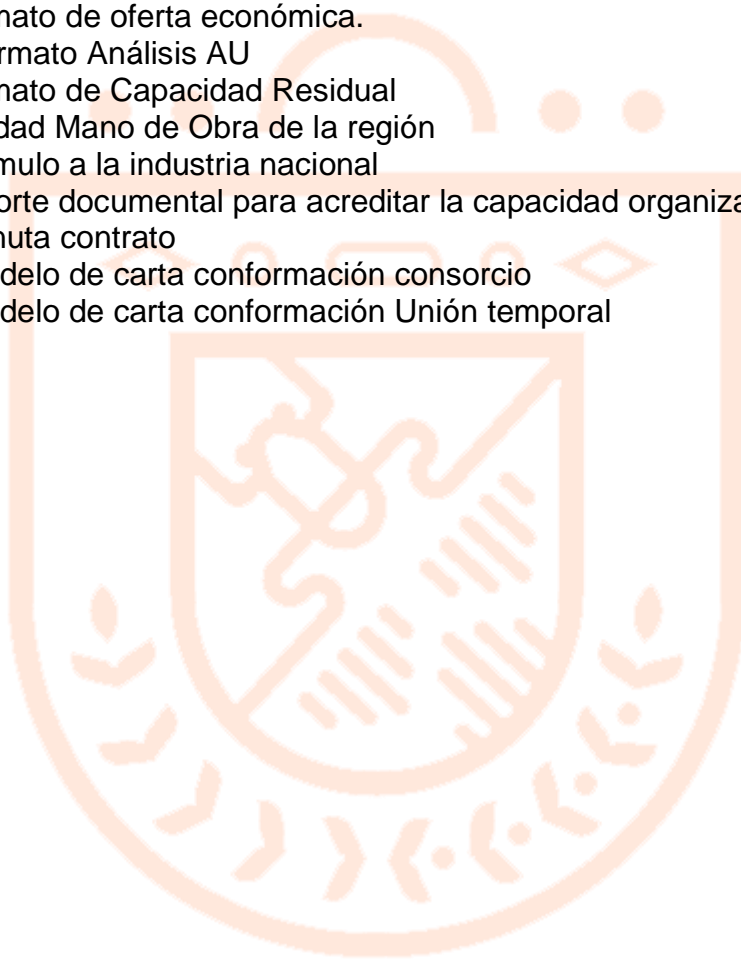 mato de oferta económica.
rmato Análisis AU
mato de Capacidad Residual
dad Mano de Obra de la región
mulo a la industria nacional
orte documental para acreditar la capacidad organiza
nuta contrato
delo de carta conformación consorcio
delo de carta conformación Unión temporal